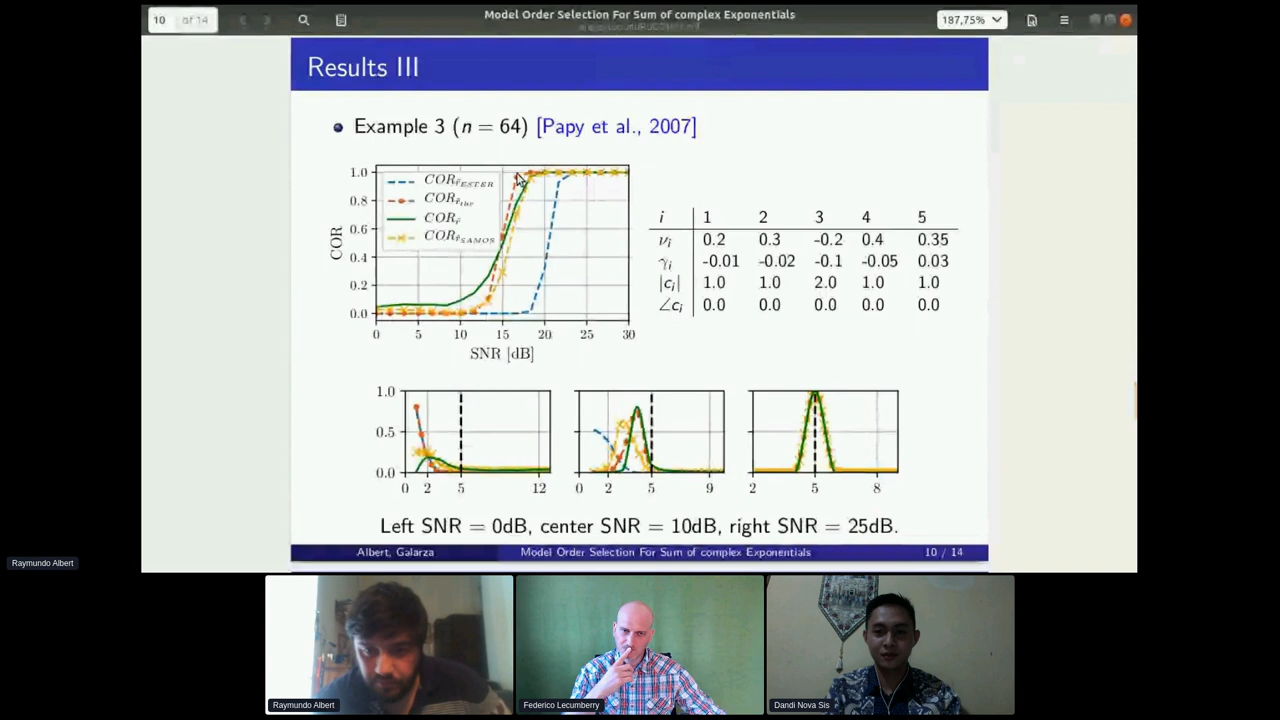 10 of 14
Model Order Selection For Sum of complex Exponentials
187,75%
Results III
Example 3 (n = 64) [Papy et al., 2007]
1.0
0.8
0.6
0.4
0.2
0.0
COR
COR
COR
COR
COR
0 5 10 15 20 25 30
SNR [dB]
i 1 2 3 4 5
νi 0.2 0.3 -0.2 0.4 0.35
γi -0.01 -0.02 -0.1 -0.05 0.03
|ci| 1.0 1.0 2.0 1.0 1.0
∠ci 0.0 0.0 0.0 0.0 0.0
1.0
0.5
0.0
0 2 5 12
0 2 5 9
2 5 8
Left SNR = 0dB, center SNR = 10dB, right SNR = 25dB.
Albert, Galarza Model Order Selection For Sum of complex Exponentials 10 / 14
Raymundo Albert
Raymundo Albert
Federico Lecumberry
Dandi Nova Sis